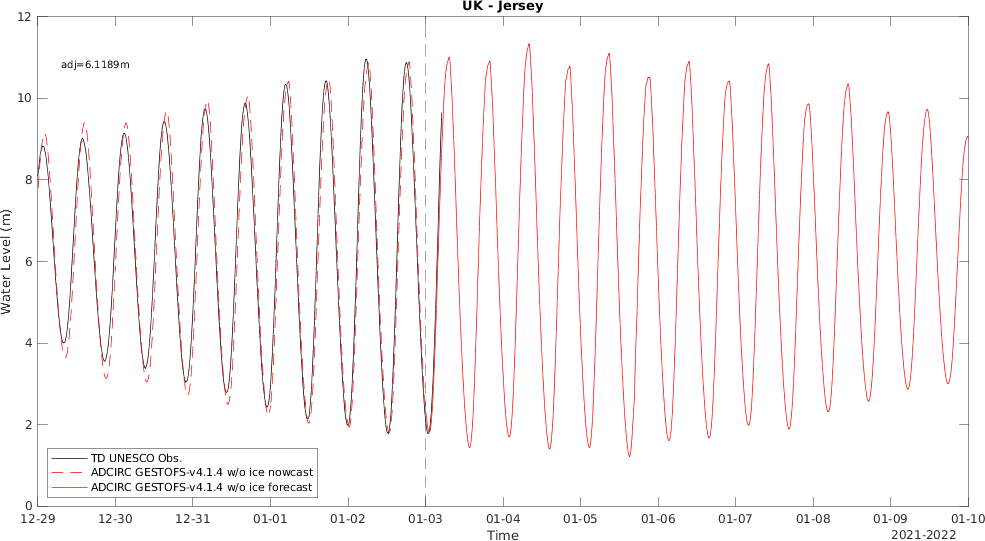 UK - Jersey
12
10
8
6
4
2
0
Water Level (m)
adj=6.1189m
TD UNESCO Obs.
ADCIRC GESTOFS-v4.1.4 w/o ice nowcast
ADCIRC GESTOFS-v4.1.4 w/o ice forecast
12-29 12-30 12-31 01-01 01-02 01-03 01-04 01-05 01-06 01-07 01-08 01-09 01-10
Time
2021-2022